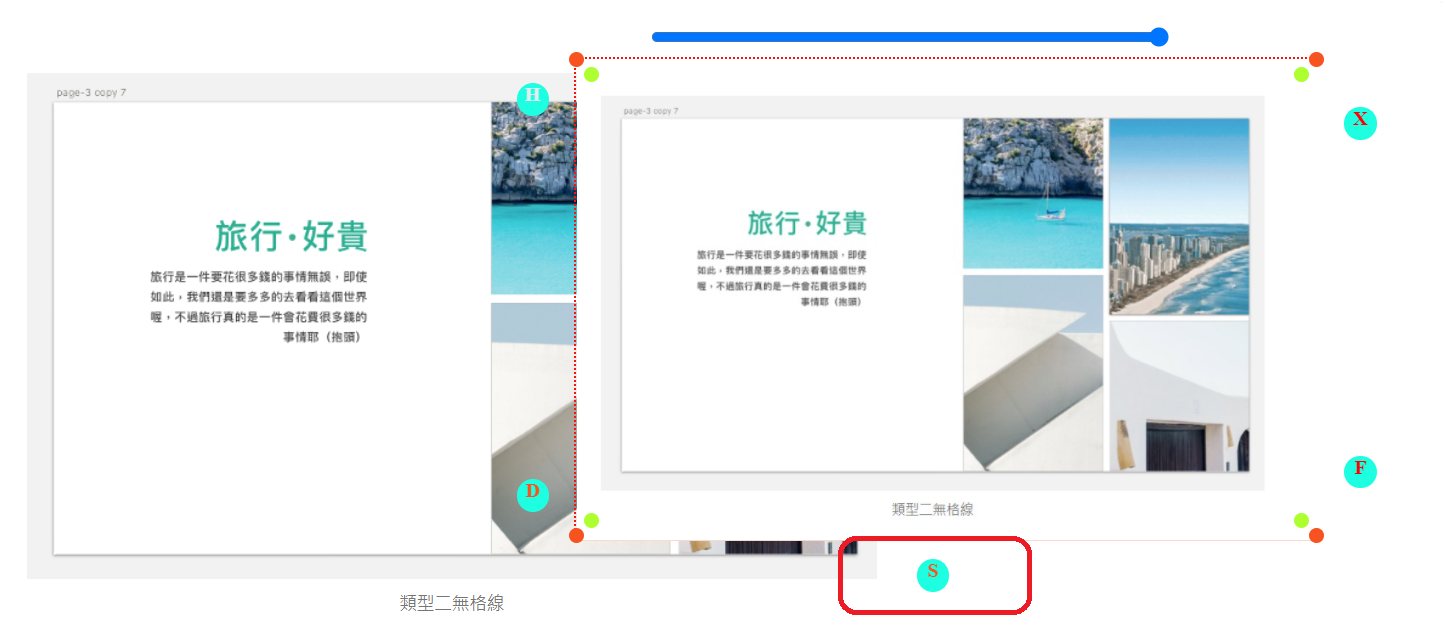 page-3 copy 7
H
旅行·好貴
旅行是一件要花很多錢的事情無誤，即使
如此，我們還是要多多的去看看這個世界
喔，不過旅行真的是一件會花費很多錢的
事情耶（抱頭）
D
類型二無格線
page-3 copy 7
旅行·好貴
旅行是一件要花很多錢的事情無誤，即使
如此，我們還是要多多的去看看這個世界
喔，不過旅行真的是一件會花費很多錢的
事情耶（抱頭）
類型二無格線
X
F
S